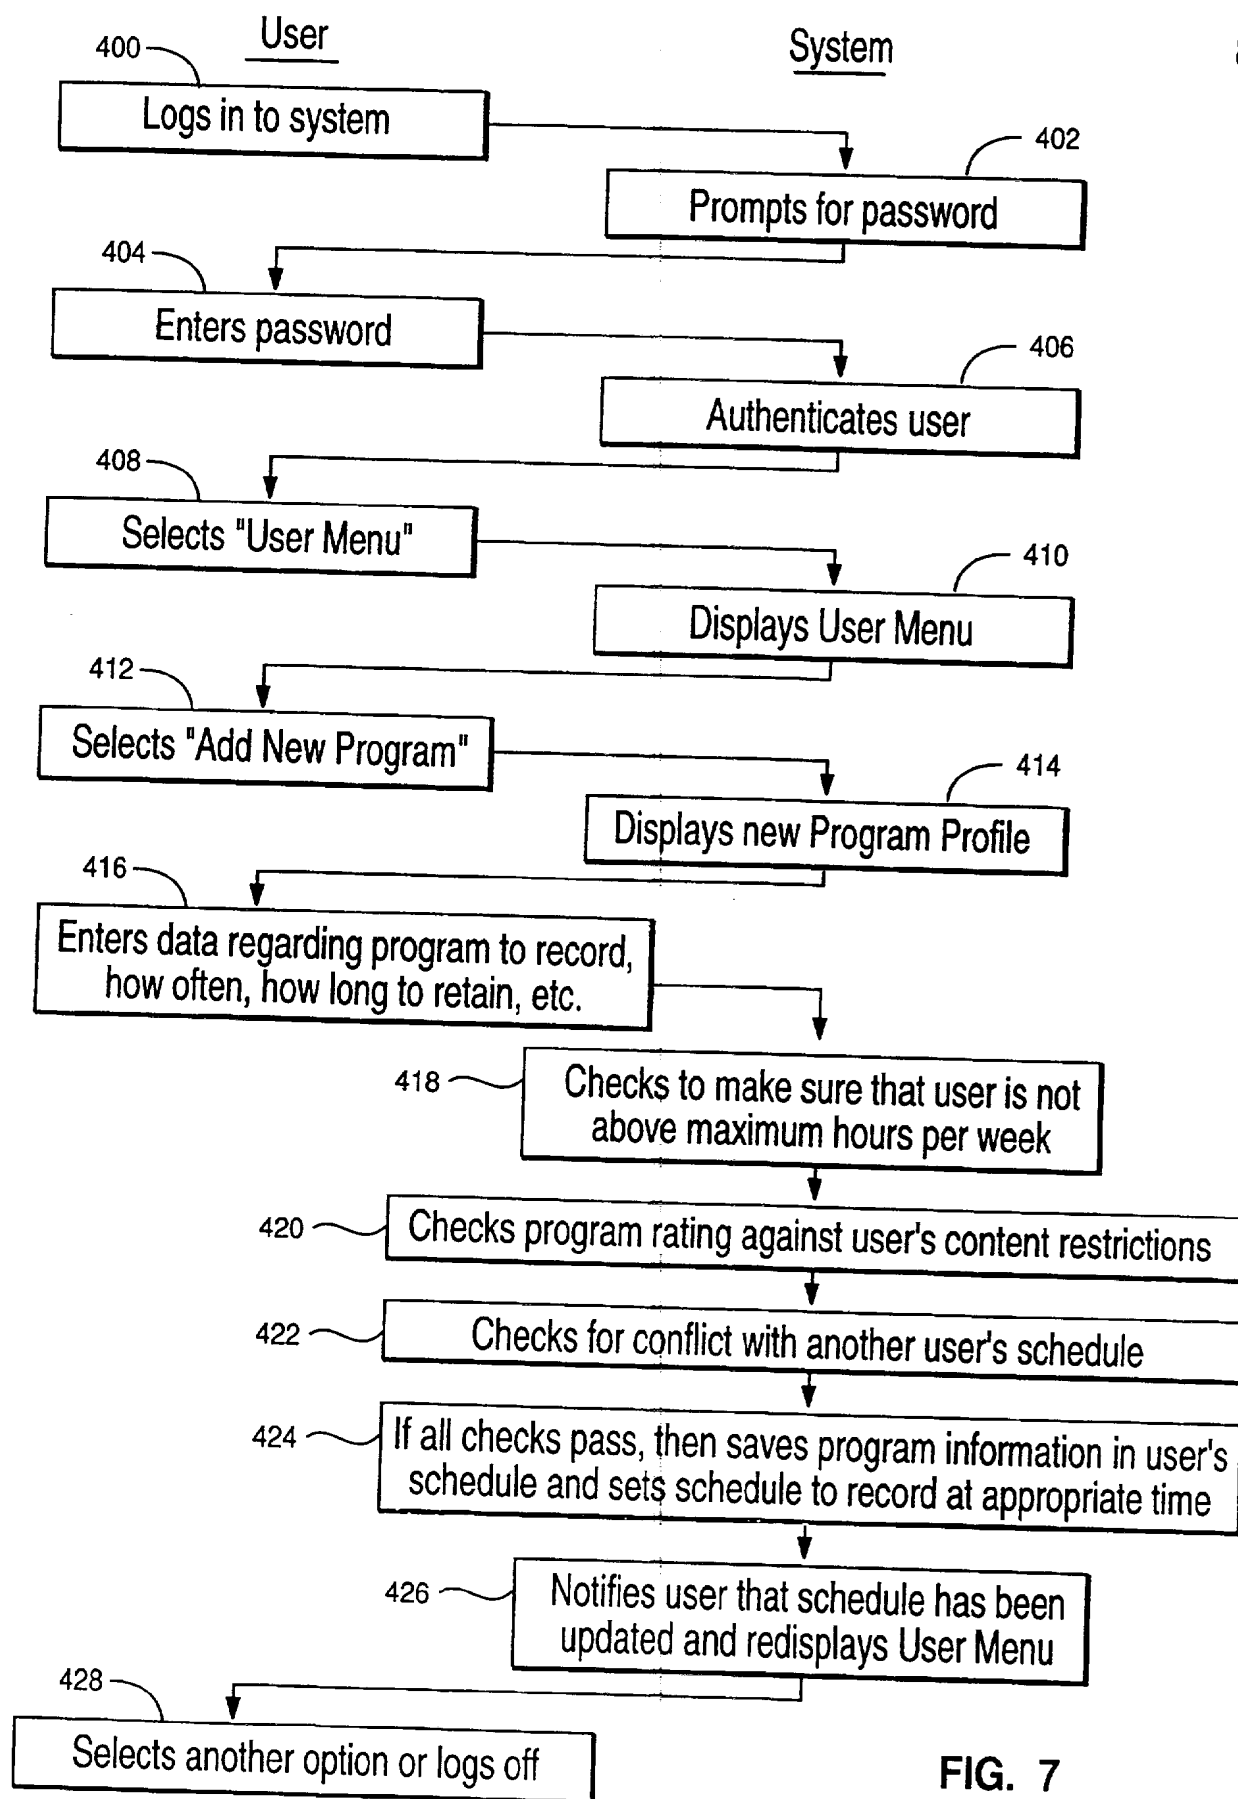 User
System
400
Logs in to system
402
Prompts for password
404
Enters password
406
Authenticates user
408
Selects "User Menu"
410
Displays User Menu
412
Selects "Add New Program"
414
Displays new Program Profile
416
Enters data regarding program to record,
how often, how long to retain, etc.
418
Checks to make sure that user is not
above maximum hours per week
420
Checks program rating against user's content restrictions
422
Checks for conflict with another user's schedule
424
If all checks pass, then saves program information in user's
schedule and sets schedule to record at appropriate time
426
Notifies user that schedule has been
updated and redisplays User Menu
428
Selects another option or logs off
FIG. 7